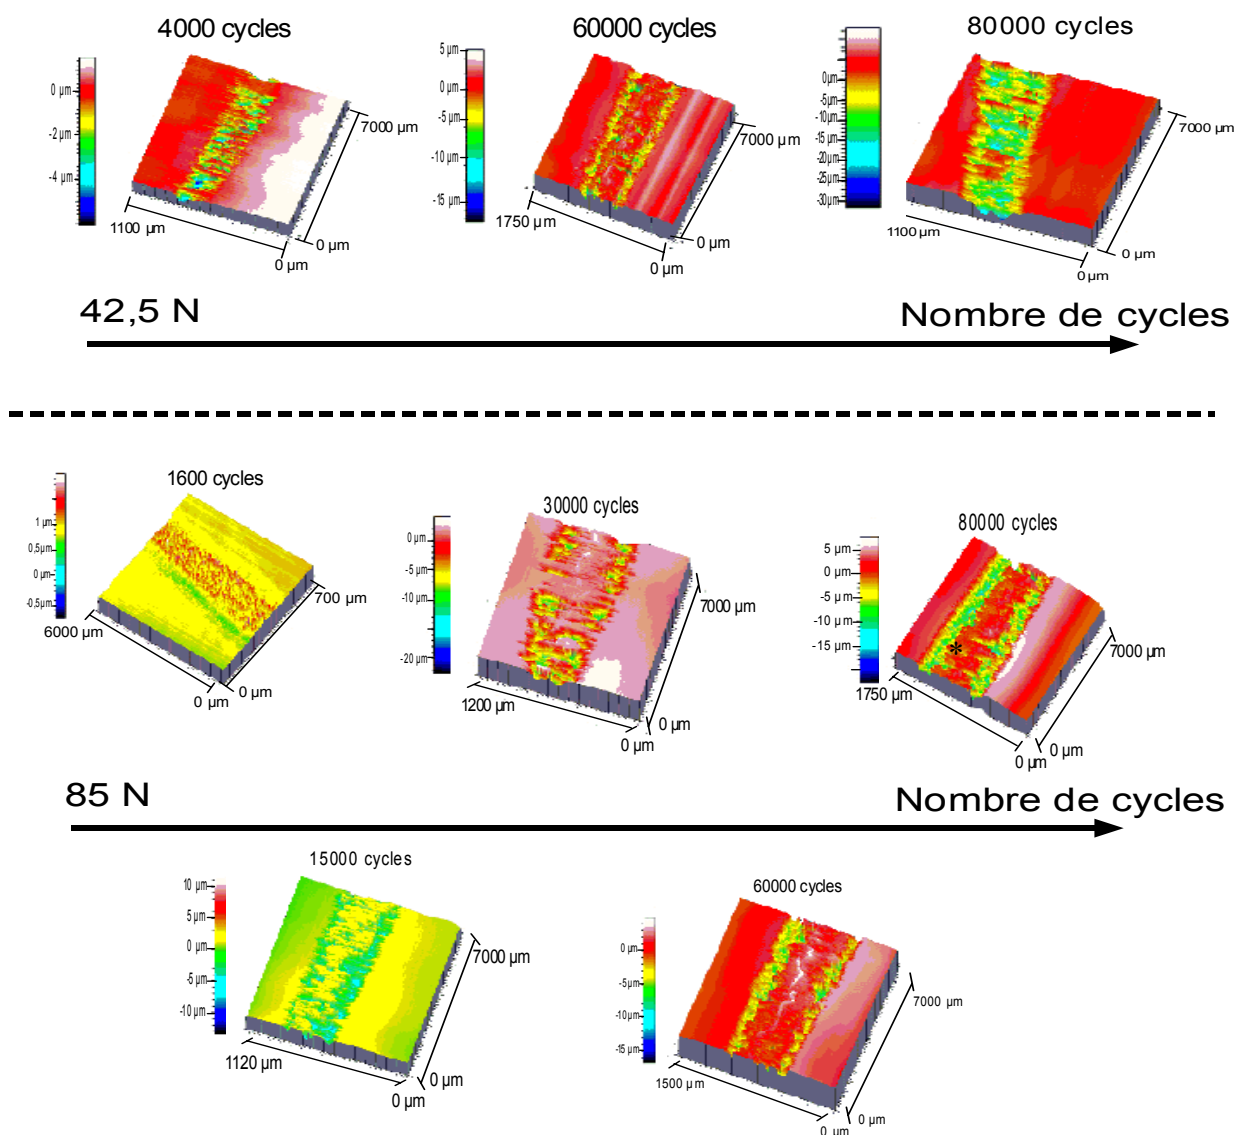 4000 cycles
0 µm
-2 µm
-4 µm
7000 µm
1100 µm
0 µm
0 µm
60000 cycles
5 µm
0 µm
-5 µm
-10 µm
-15 µm
7000 µm
1750 µm
0 µm
0 µm
80000 cycles
0µm
-5µm
-10µm
-15µm
-20µm
-25µm
-30µm
7000 µm
1100µm
0 µm
0 µm
42,5 N
Nombre de cycles
1600 cycles
1 µm
0,5µm
0 µm
-0,5µm
700 µm
6000 µm
0 µm
0 µm
30000 cycles
0 µm
-5 µm
-10 µm
-20 µm
7000 µm
1200 µm
0 µm
0 µm
80000 cycles
5 µm
0 µm
-5 µm
-10 µm
-15 µm
*
7000 µm
1750 µm
0 µm
0 µm
85 N
Nombre de cycles
15000 cycles
10 µm
5 µm
0 µm
-5 µm
-10 µm
7000 µm
1120 µm
0 µm
0 µm
60000 cycles
0 µm
-5 µm
-10 µm
-15 µm
7000 µm
1500 µm
0 µm
0 µm